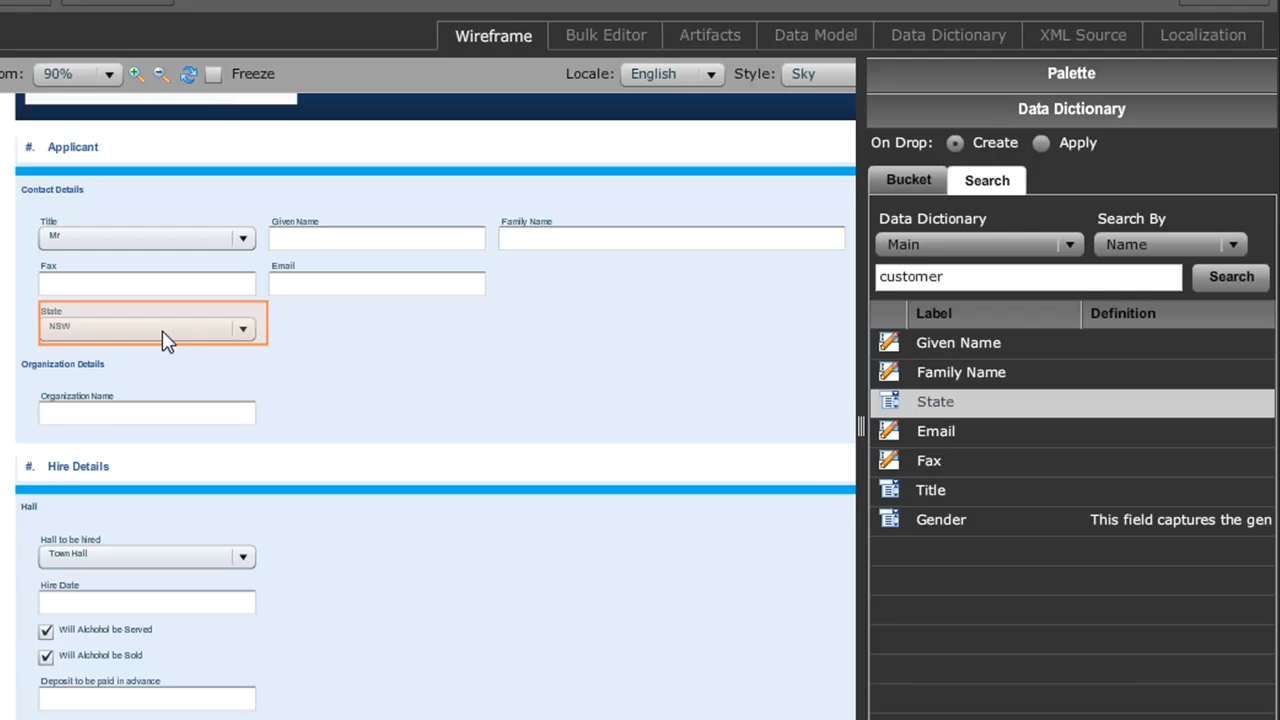 Wireframe Bulk Editor Artifacts Data Model Data Dictionary XML Source Localization
om: 90% Freeze Locale: English Style: Sky
Palette
Data Dictionary
On Drop: Create Apply
Bucket Search
Data Dictionary Search By
Main Name
customer Search
Label Definition
Given Name
Family Name
State
Email
Fax
Title
Gender This field captures the gen
#. Applicant
Contact Details
Title Given Name Family Name
Mr
Fax Email
State
NSW
Organization Details
Organization Name
#. Hire Details
Hall
Hall to be hired
Town Hall
Hire Date
Will Alchohol be Served
Will Alchohol be Sold
Deposit to be paid in advance